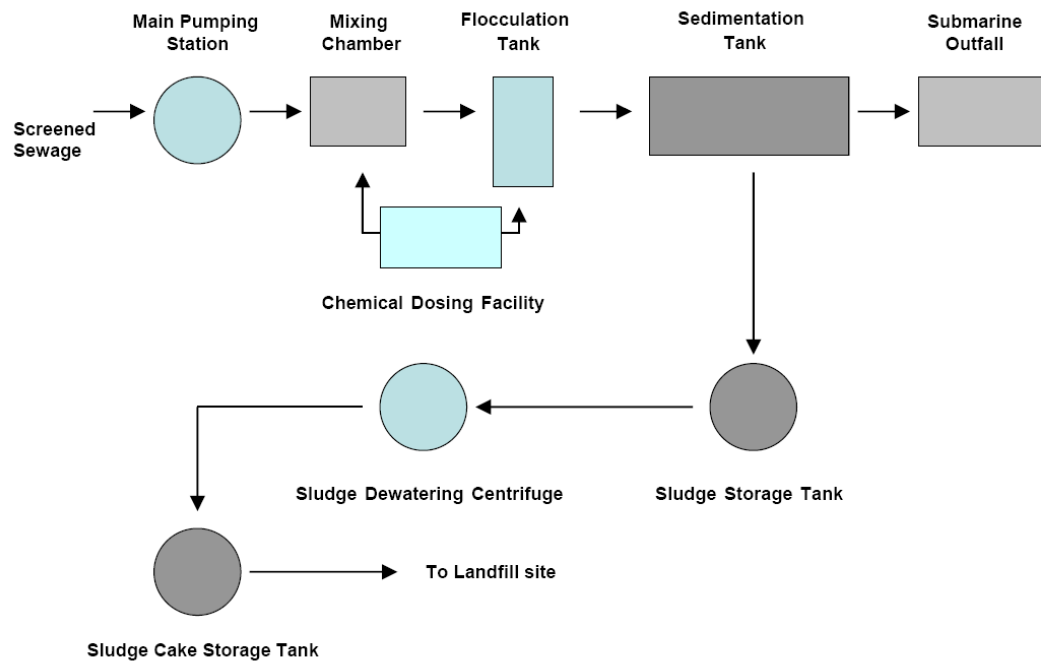 Main Pumping
Station
Mixing
Chamber
Flocculation
Tank
Sedimentation
Tank
Submarine
Outfall
Screened
Sewage
Chemical Dosing Facility
Sludge Dewatering Centrifuge
Sludge Storage Tank
To Landfill site
Sludge Cake Storage Tank